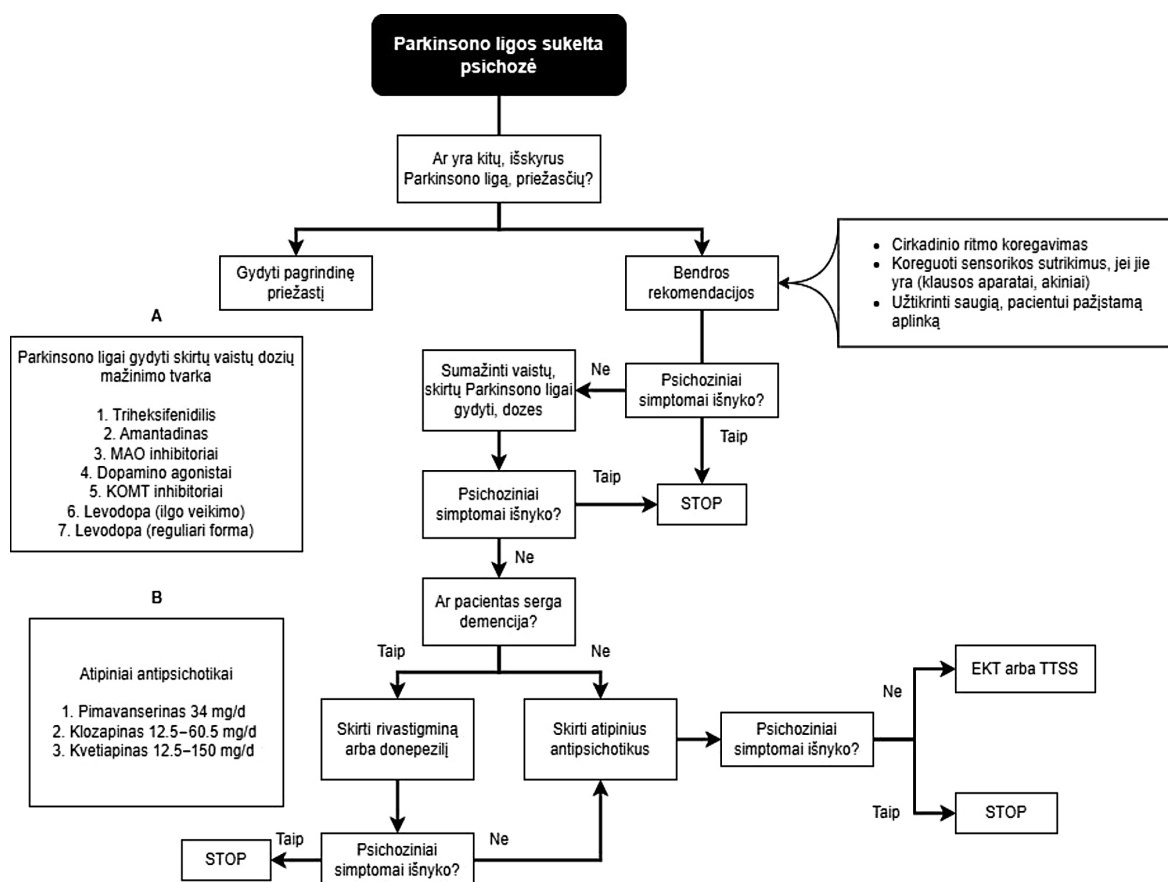 Parkinsono ligos sukelta
psichozė
Ar yra kitų, išskyrus
Parkinsono ligą, priežasčių?
Gydyti pagrindinę
priežastį
Bendros
rekomendacijos
• Cirkadinio ritmo koregavimas
• Koreguoti sensorikos sutrikimus, jei jie
yra (klausos aparatai, akiniai)
• Užtikrinti saugią, pacientui pažįstamą
aplinką
A
Parkinsono ligai gydyti skirtų vaistų dozių
mažinimo tvarka
1. Triheksifenidilis
2. Amantadinas
3. MAO inhibitoriai
4. Dopamino agonistai
5. KOMT inhibitoriai
6. Levodopa (ilgo veikimo)
7. Levodopa (reguliari forma)
Sumažinti vaistų,
skirtų Parkinsono ligai
gydyti, dozes
Ne
Psichoziniai
simptomai išnyko?
Taip
Psichoziniai
simptomai išnyko?
Taip
STOP
Ne
B
Atipiniai antipsichotikai
1. Pimavanserinas 34 mg/d
2. Klozapinas 12.5–60.5 mg/d
3. Kvetiapinas 12.5–150 mg/d
Ar pacientas serga
demencija?
Taip
Ne
Skirti rivastigminą
arba donepezilį
Skirti atipinius
antipsichotikus
Psichoziniai
simptomai išnyko?
Ne
EKT arba TTSS
Taip
STOP
STOP
Taip
Psichoziniai
simptomai išnyko?
Ne